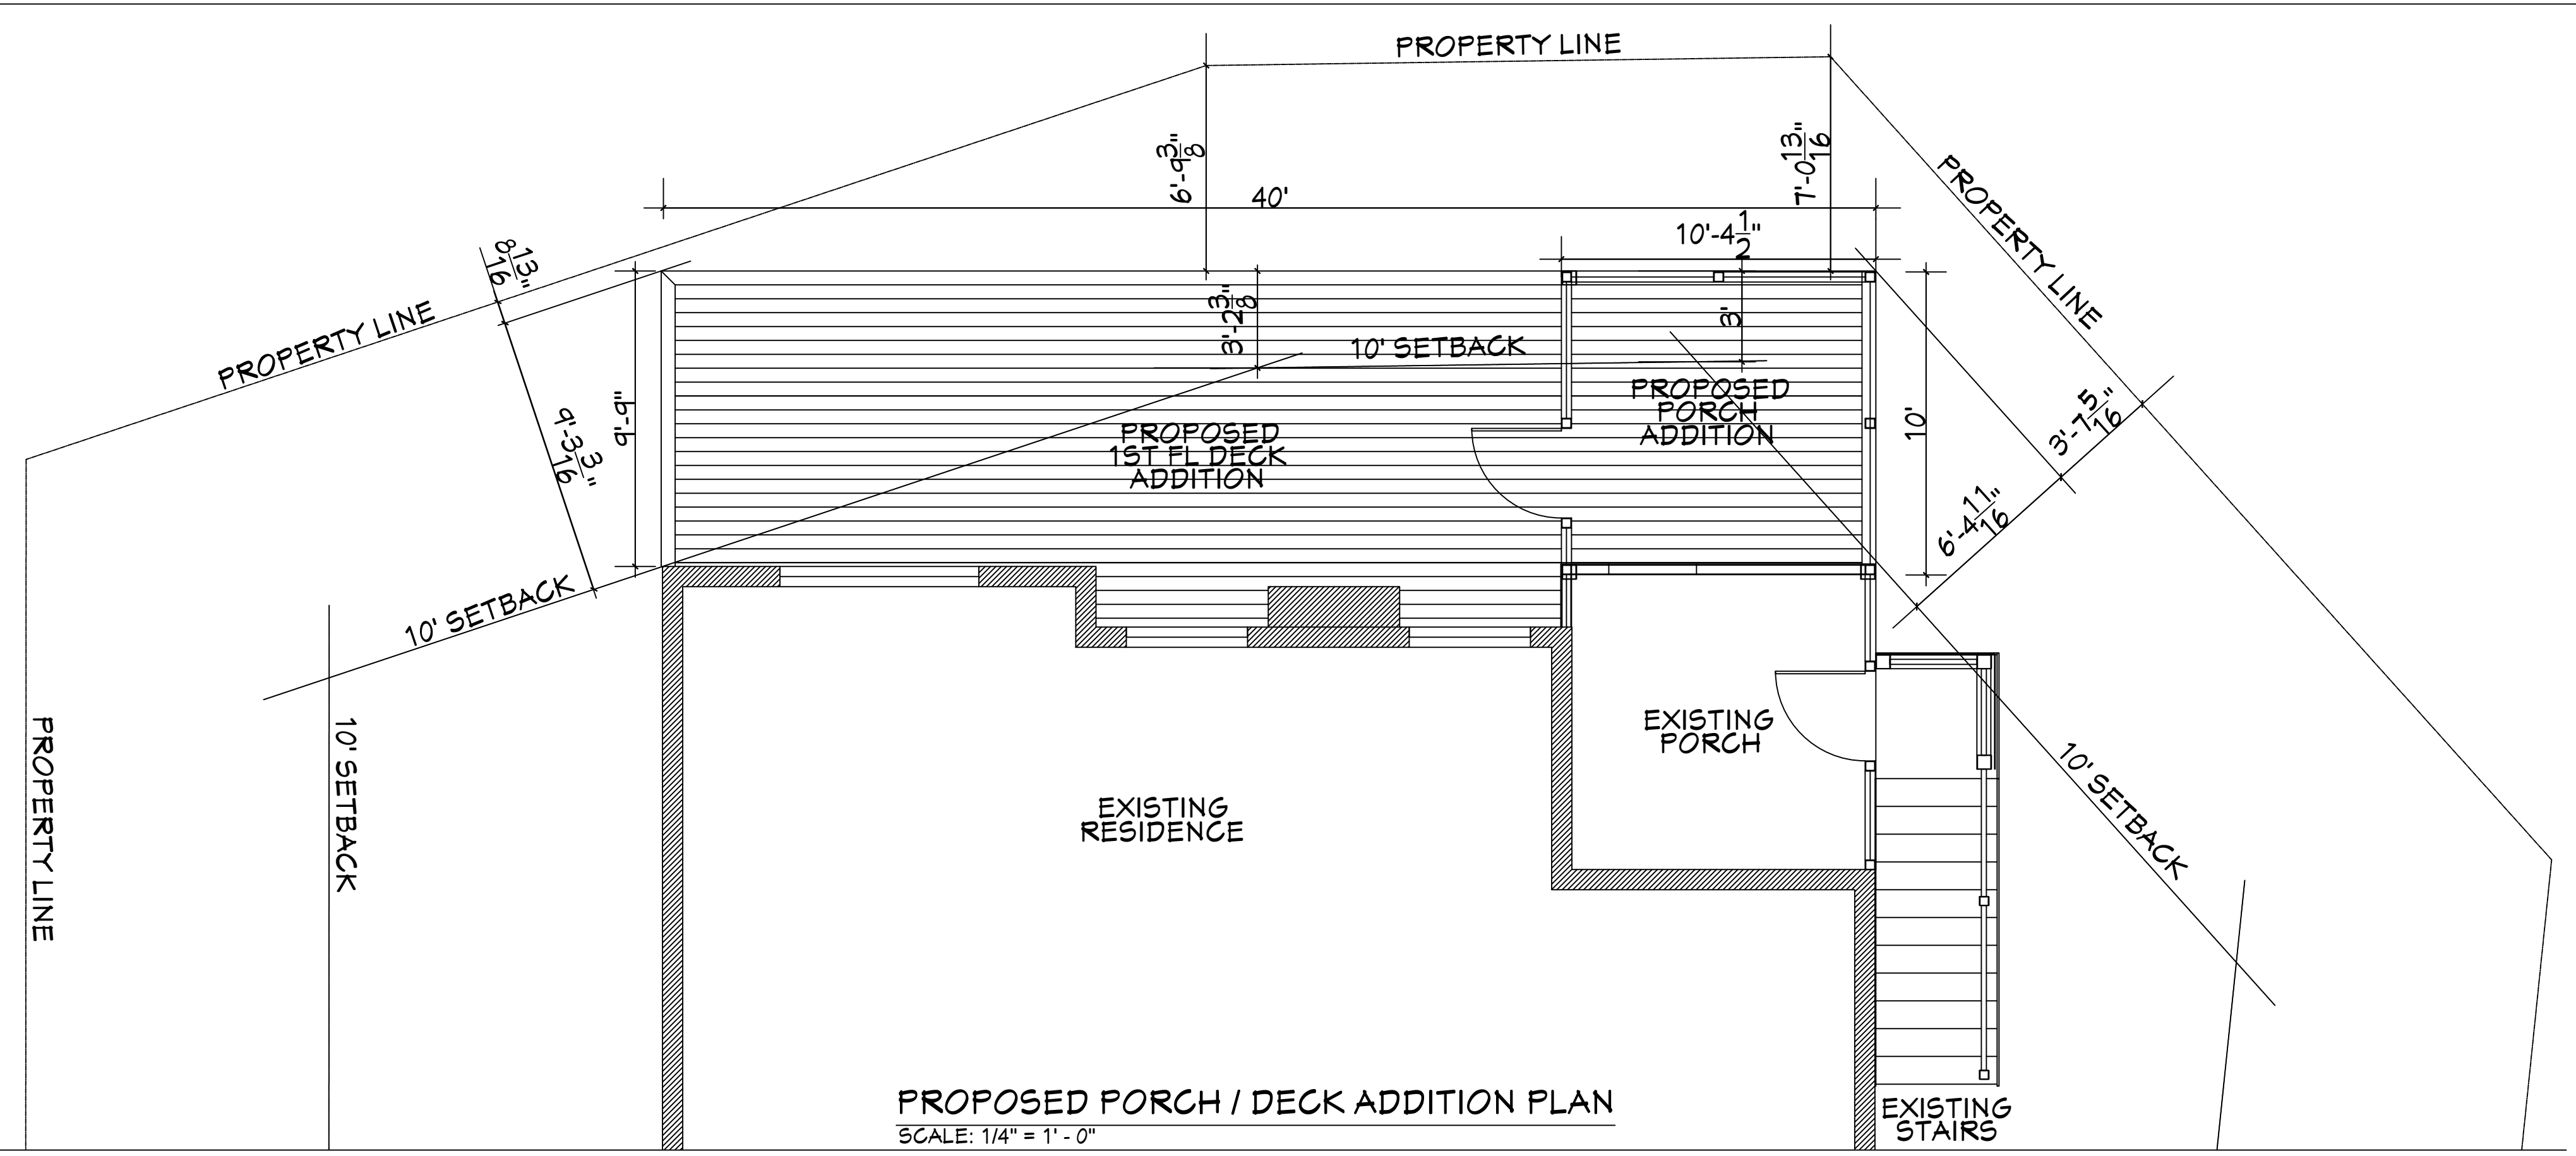 PROPERTY LINE
6'-9 3/8"
7'-0 13/16"
40'
10'-4 1/2"
PROPERTY LINE
8 13/16"
PROPERTY LINE
3'-2 3/8"
3'
10' SETBACK
9'-3 3/16"
9'-9"
PROPOSED
1ST FL DECK
ADDITION
PROPOSED
PORCH
ADDITION
10'
3'-7 5/16"
6'-4 11/16"
10' SETBACK
PROPERTY LINE
10' SETBACK
EXISTING
PORCH
10' SETBACK
EXISTING
RESIDENCE
PROPOSED PORCH / DECK ADDITION PLAN
SCALE: 1/4" = 1' - 0"
EXISTING
STAIRS